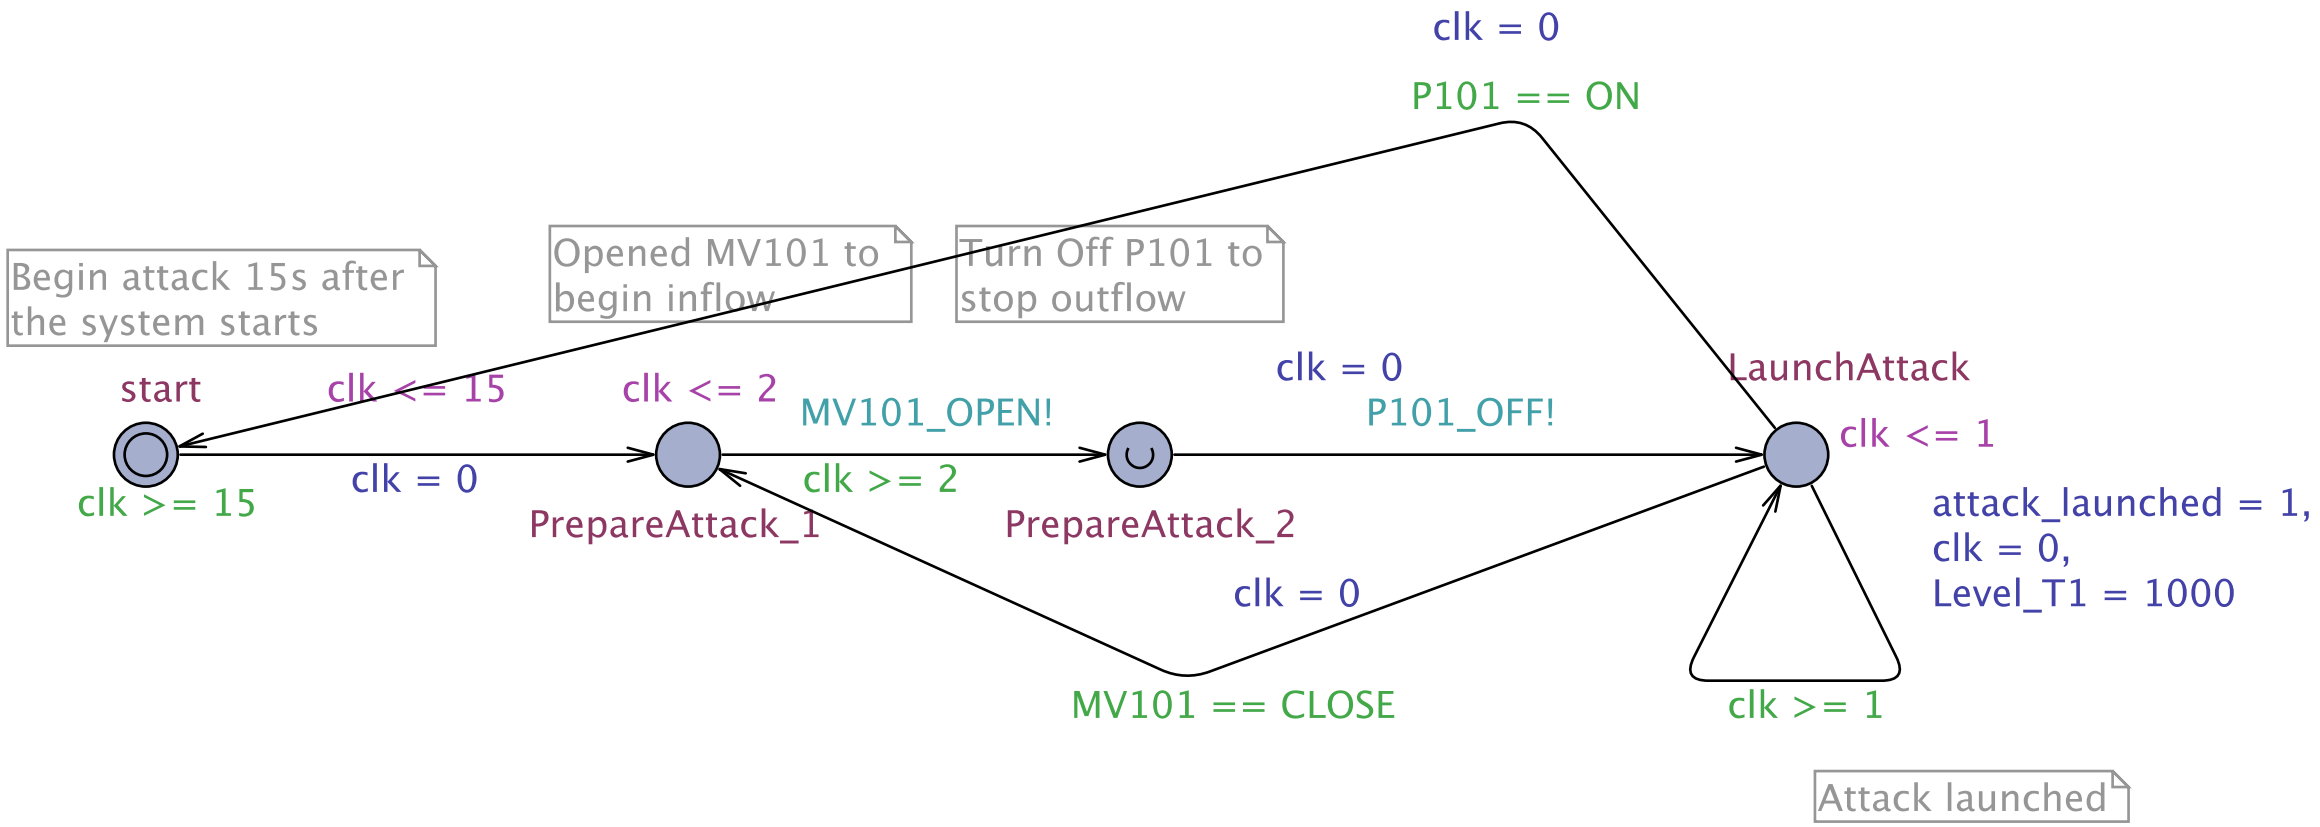 clk = 0
P101 == ON
Opened MV101 to
begin inflow
Turn Off P101 to
stop outflow
Begin attack 15s after
the system starts
start
clk <= 15
clk <= 2
clk = 0
LaunchAttack
MV101_OPEN!
P101_OFF!
clk <= 1
clk >= 15
clk = 0
clk >= 2
PrepareAttack_1
PrepareAttack_2
attack_launched = 1,
clk = 0,
Level_T1 = 1000
clk = 0
MV101 == CLOSE
clk >= 1
Attack launched